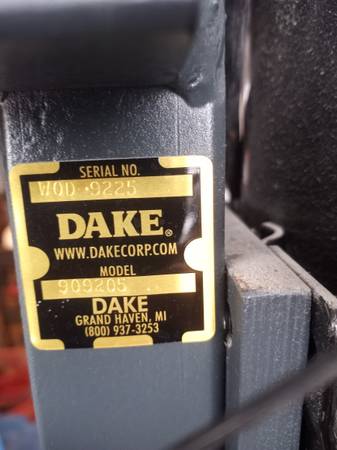 SERIAL NO.
WOD 9225
DAKE®
WWW.DAKECORP.COM
MODEL
909205
DAKE
GRAND HAVEN, MI
(800) 937-3253